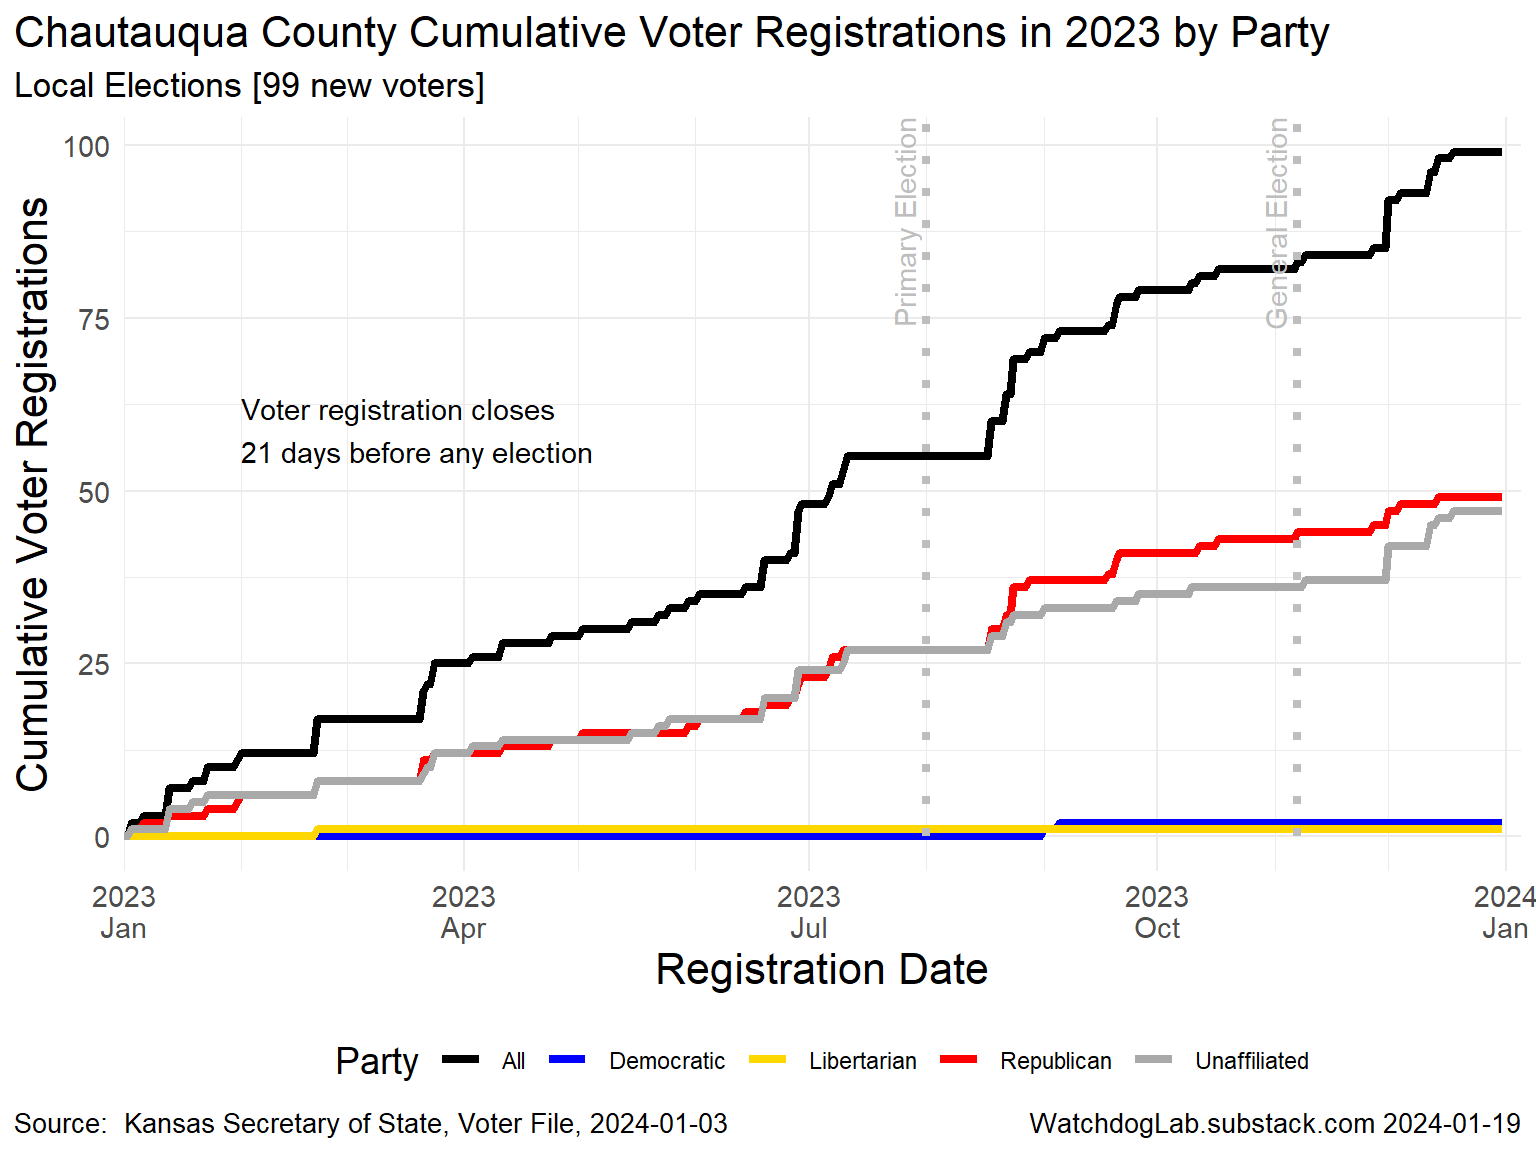 Chautauqua County Cumulative Voter Registrations in 2023 by Party
Local Elections [99 new voters]
Cumulative Voter Registrations
100
75
50
25
0
Primary Election
General Election
Voter registration closes
21 days before any election
2023
Jan
2023
Apr
2023
Jul
2023
Oct
2024
Jan
Registration Date
Party All Democratic Libertarian Republican Unaffiliated
Source: Kansas Secretary of State, Voter File, 2024-01-03
WatchdogLab.substack.com 2024-01-19